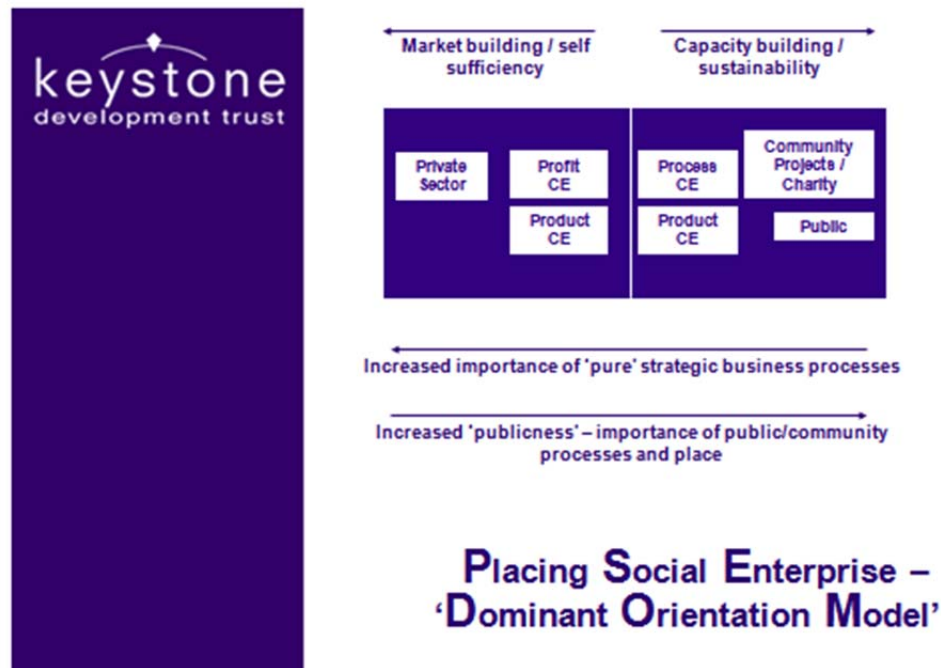 keystone
development trust
Market building / self
sufficiency
Capacity building /
sustainability
Private
Sector
Profit
CE
Product
CE
Process
CE
Product
CE
Community
Projects /
Charity
Public
Increased importance of 'pure' strategic business processes
Increased 'publicness' – importance of public/community
processes and place
Placing Social Enterprise –
'Dominant Orientation Model'